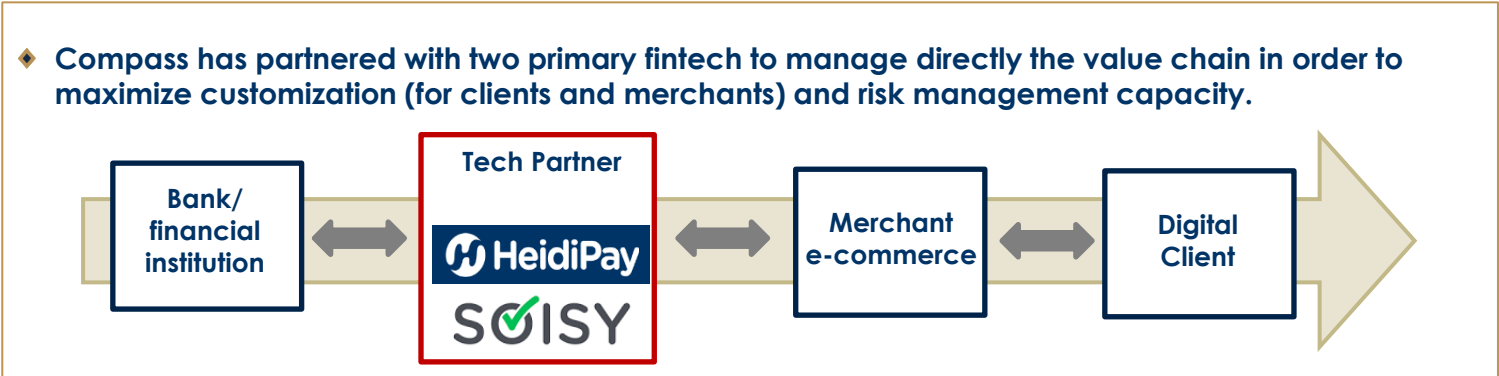 Compass has partnered with two primary fintech to manage directly the value chain in order to
maximize customization (for clients and merchants) and risk management capacity.
Bank/
financial
institution
Tech Partner
HeidiPay
SOISY
Merchant
e-commerce
Digital
Client